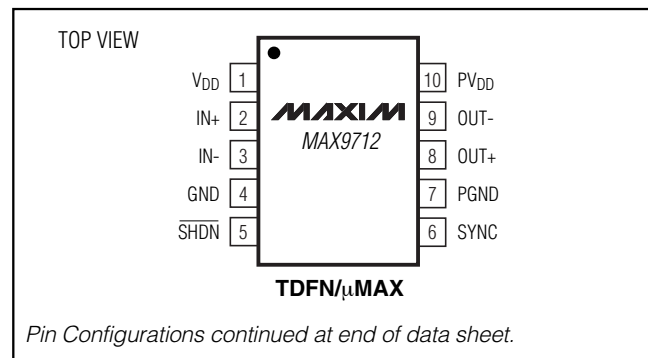 TOP VIEW
VDD 1
IN+ 2
IN- 3
GND 4
SHDN 5
MAXIM
MAX9712
10 PVDD
9 OUT-
8 OUT+
7 PGND
6 SYNC
TDFN/μMAX
Pin Configurations continued at end of data sheet.